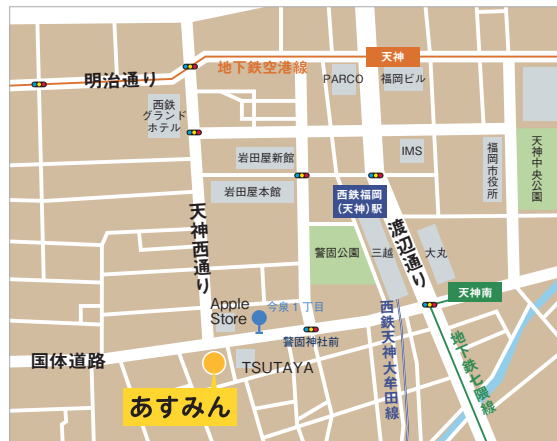 天神
地下鉄空港線
明治通り
PARCO
福岡ビル
西鉄
グランド
ホテル
岩田屋新館
IMS
福岡市役所
天神中央公園
岩田屋本館
西鉄福岡
(天神)駅
天神西通り
渡辺通り
警固公園
三越
大丸
天神南
Apple
Store
今泉1丁目
西鉄天神大牟田線
警固神社前
地下鉄七隈線
国体道路
TSUTAYA
あすみん